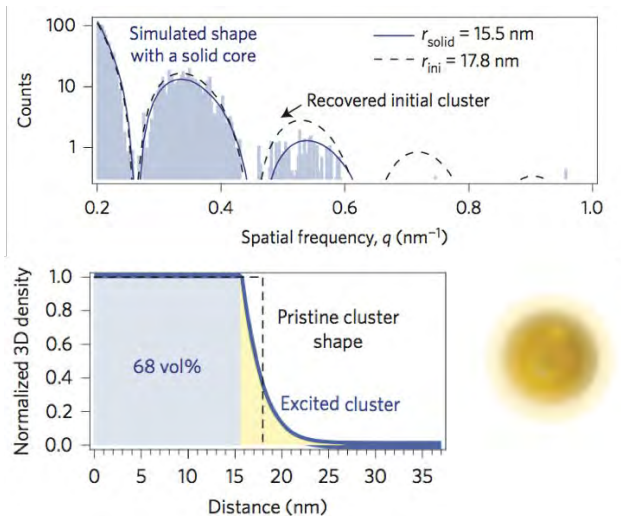 Simulated shape
with a solid core
r_solid = 15.5 nm
r_ini = 17.8 nm
Recovered initial cluster
Counts
100
10
1
0.2 0.4 0.6 0.8 1.0
Spatial frequency, q (nm⁻¹)
Normalized 3D density
1.0
0.8
0.6
0.4
0.2
0.0
68 vol%
Pristine cluster
shape
Excited cluster
0 5 10 15 20 25 30 35
Distance (nm)